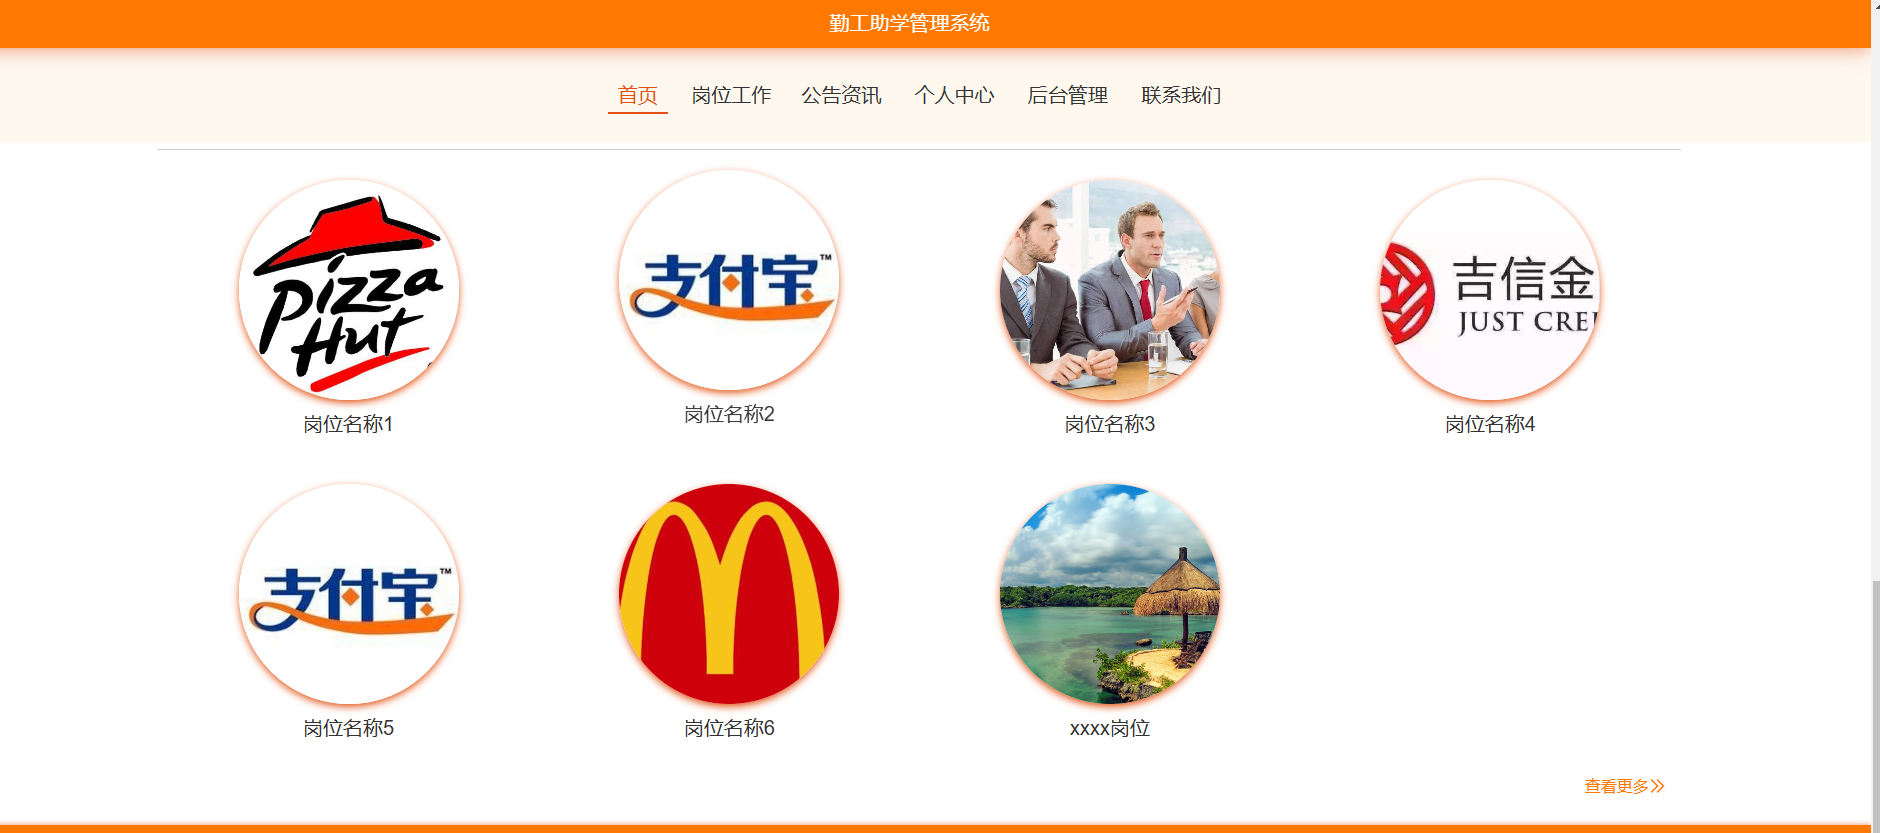 勤工助学管理系统
首页 岗位工作 公告资讯 个人中心 后台管理 联系我们
Pizza
Hut
支付宝™
吉信金
JUST CRE
岗位名称1
岗位名称2
岗位名称3
岗位名称4
支付宝™
岗位名称5
岗位名称6
xxxx岗位
查看更多